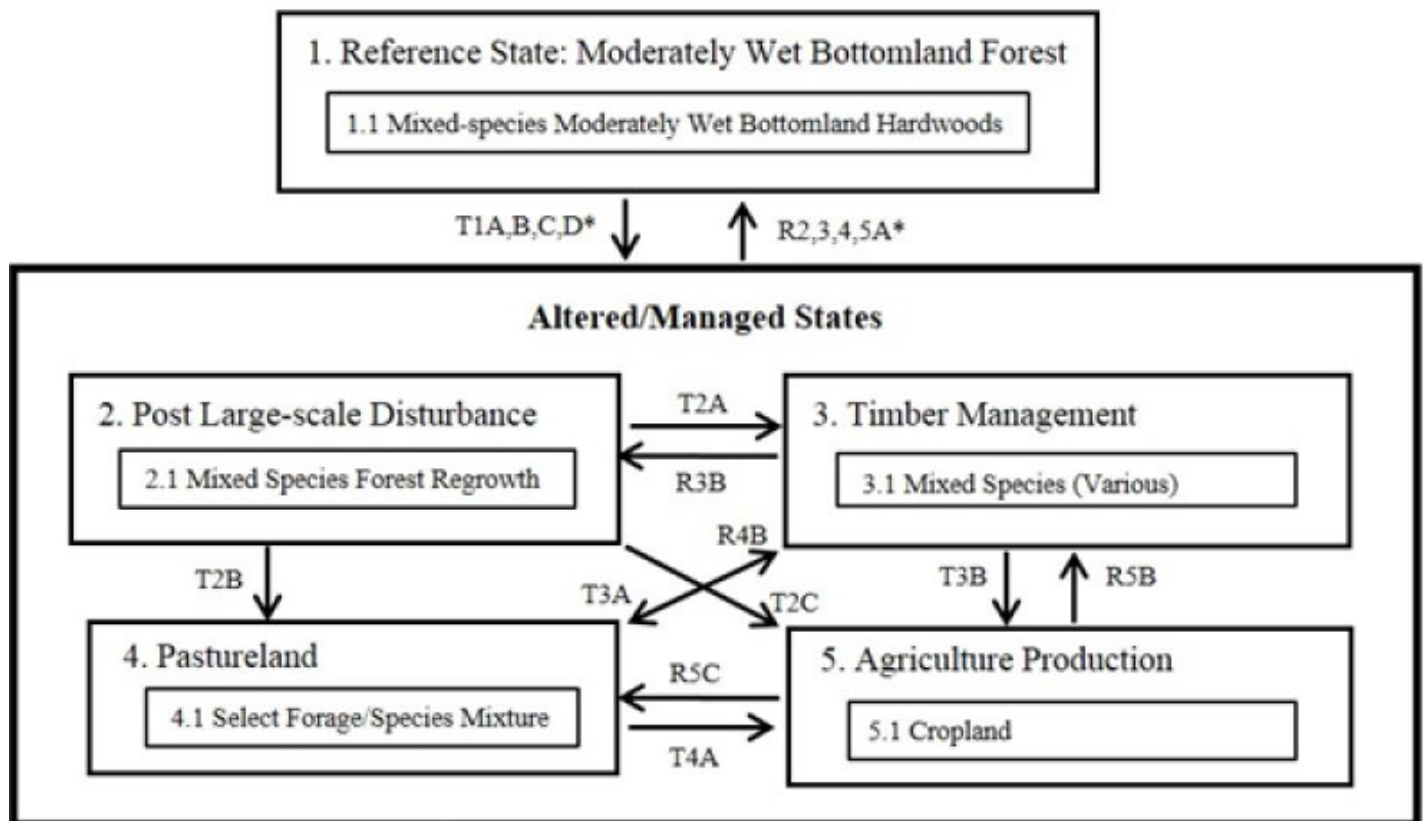 1. Reference State: Moderately Wet Bottomland Forest
1.1 Mixed-species Moderately Wet Bottomland Hardwoods
T1A,B,C,D*
R2,3,4,5A*
Altered/Managed States
2. Post Large-scale Disturbance
2.1 Mixed Species Forest Regrowth
T2A
R3B
3. Timber Management
3.1 Mixed Species (Various)
T2B
R4B
T3A
T2C
T3B
R5B
4. Pastureland
4.1 Select Forage/Species Mixture
R5C
T4A
5. Agriculture Production
5.1 Cropland